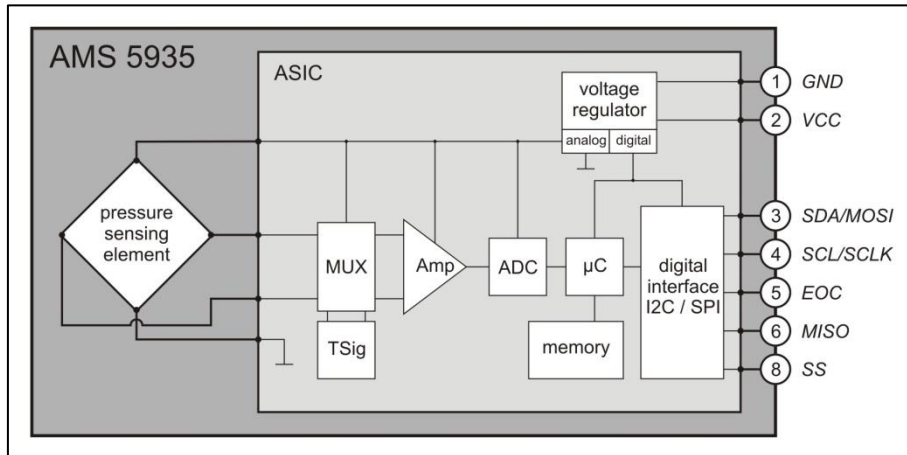 AMS 5935
ASIC
voltage
regulator
analog
digital
1
GND
2
VCC
pressure
sensing
element
MUX
Amp
ADC
µC
digital
interface
I2C / SPI
TSig
memory
3
SDA/MOSI
4
SCL/SCLK
5
EOC
6
MISO
8
SS